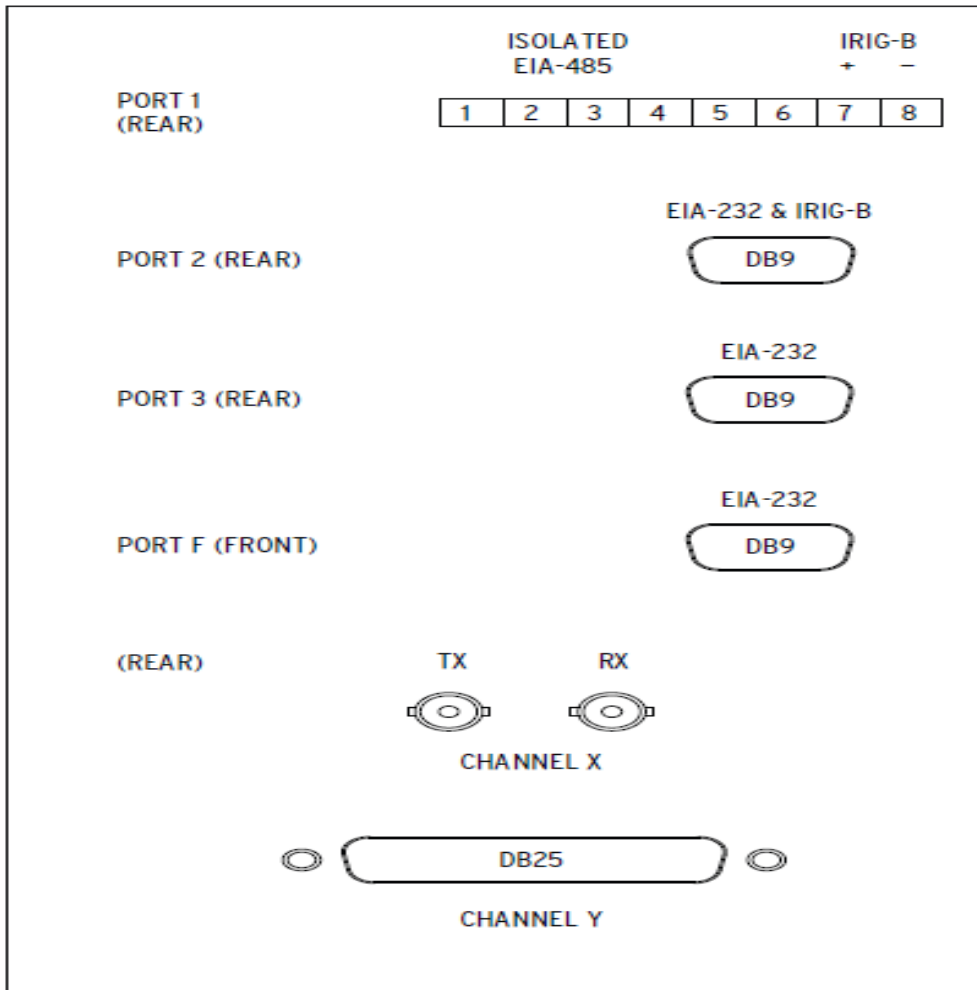 ISOLATED IRIG-B
EIA-485 + −
PORT 1
(REAR)
1 2 3 4 5 6 7 8
EIA-232 & IRIG-B
PORT 2 (REAR) DB9
EIA-232
PORT 3 (REAR) DB9
EIA-232
PORT F (FRONT) DB9
(REAR) TX RX
CHANNEL X
DB25
CHANNEL Y